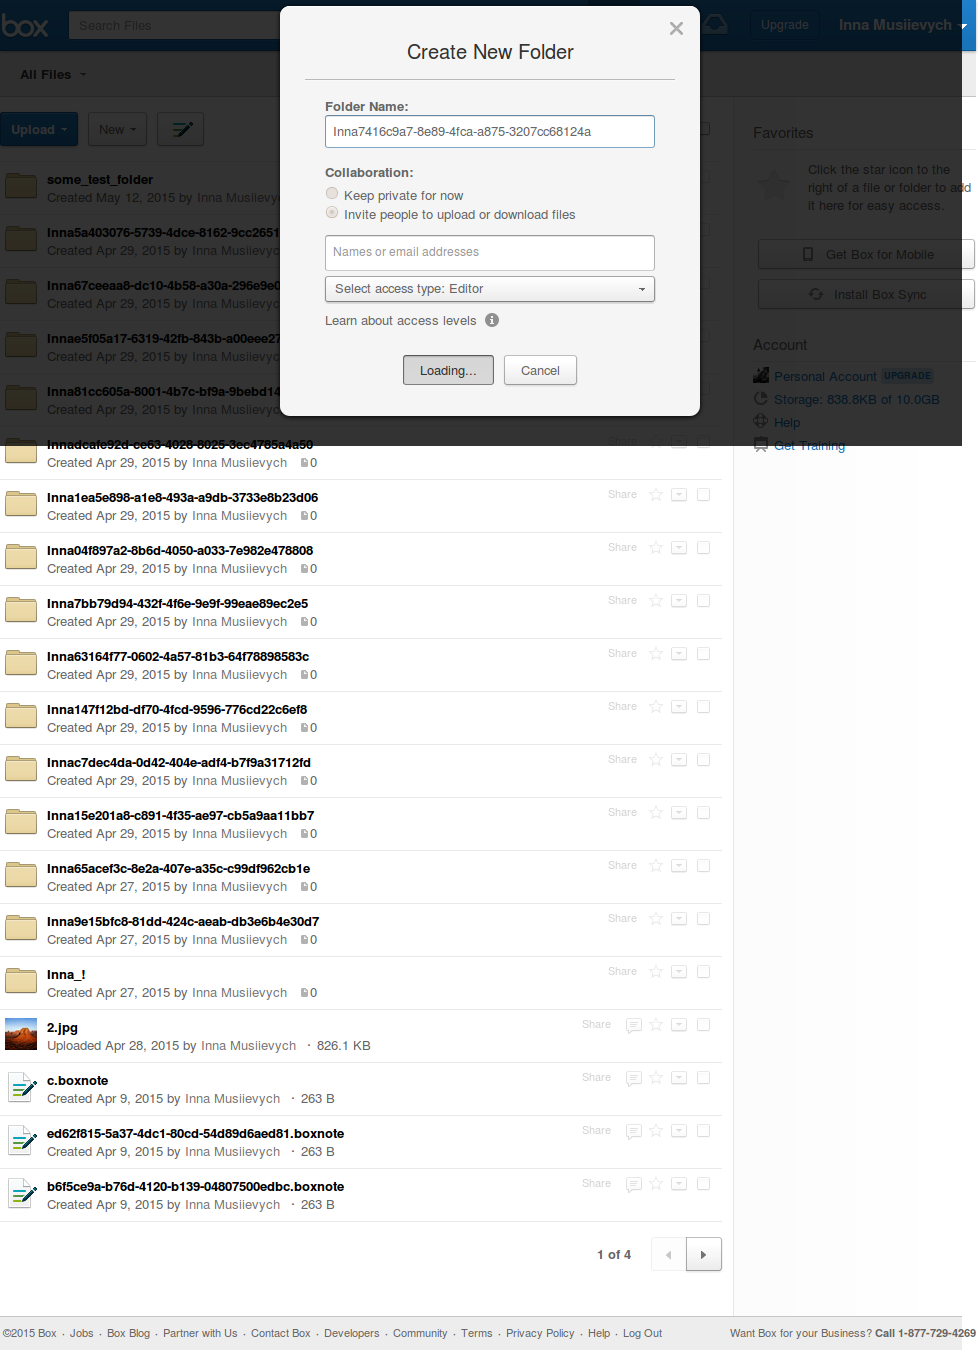 box
Search Files
Upgrade
Inna Musiievych
All Files
Upload
New
Create New Folder
Folder Name:
Inna7416c9a7-8e89-4fca-a875-3207cc68124a
Collaboration:
Keep private for now
Invite people to upload or download files
Names or email addresses
Select access type: Editor
Learn about access levels
Loading...
Cancel
some_test_folder
Created May 12, 2015 by Inna Musiievy
Inna5a403076-5739-4dce-8162-9cc2651
Created Apr 29, 2015 by Inna Musiievych
Inna67ceeaa8-dc10-4b58-a30a-296e9e0
Created Apr 29, 2015 by Inna Musiievych
Innae5f05a17-6319-42fb-843b-a00eee27
Created Apr 29, 2015 by Inna Musiievych
Inna81cc605a-8001-4b7c-bf9a-9bebd14
Created Apr 29, 2015 by Inna Musiievych
Innadcafe92d-ce63-4028-8025-3ec4785a4a50
Share
Created Apr 29, 2015 by Inna Musiievych 0
Inna1ea5e898-a1e8-493a-a9db-3733e8b23d06
Share
Created Apr 29, 2015 by Inna Musiievych 0
Inna04f897a2-8b6d-4050-a033-7e982e478808
Share
Created Apr 29, 2015 by Inna Musiievych 0
Inna7bb79d94-432f-4f6e-9e9f-99eae89ec2e5
Share
Created Apr 29, 2015 by Inna Musiievych 0
Inna63164f77-0602-4a57-81b3-64f78898583c
Share
Created Apr 29, 2015 by Inna Musiievych 0
Inna147f12bd-df70-4fcd-9596-776cd22c6ef8
Share
Created Apr 29, 2015 by Inna Musiievych 0
Innac7dec4da-0d42-404e-adf4-b7f9a31712fd
Share
Created Apr 29, 2015 by Inna Musiievych 0
Inna15e201a8-c891-4f35-ae97-cb5a9aa11bb7
Share
Created Apr 29, 2015 by Inna Musiievych 0
Inna65acef3c-8e2a-407e-a35c-c99df962cb1e
Share
Created Apr 27, 2015 by Inna Musiievych 0
Inna9e15bfc8-81dd-424c-aeab-db3e6b4e30d7
Share
Created Apr 27, 2015 by Inna Musiievych 0
Inna_!
Share
Created Apr 27, 2015 by Inna Musiievych 0
2.jpg
Share
Uploaded Apr 28, 2015 by Inna Musiievych · 826.1 KB
c.boxnote
Share
Created Apr 9, 2015 by Inna Musiievych · 263 B
ed62f815-5a37-4dc1-80cd-54d89d6aed81.boxnote
Share
Created Apr 9, 2015 by Inna Musiievych · 263 B
b6f5ce9a-b76d-4120-b139-04807500edbc.boxnote
Share
Created Apr 9, 2015 by Inna Musiievych · 263 B
1 of 4
Favorites
Click the star icon to the
right of a file or folder to add
it here for easy access.
Get Box for Mobile
Install Box Sync
Account
Personal Account UPGRADE
Storage: 838.8KB of 10.0GB
Help
Get Training
©2015 Box · Jobs · Box Blog · Partner with Us · Contact Box · Developers · Community · Terms · Privacy Policy · Help · Log Out
Want Box for your Business? Call 1-877-729-4269